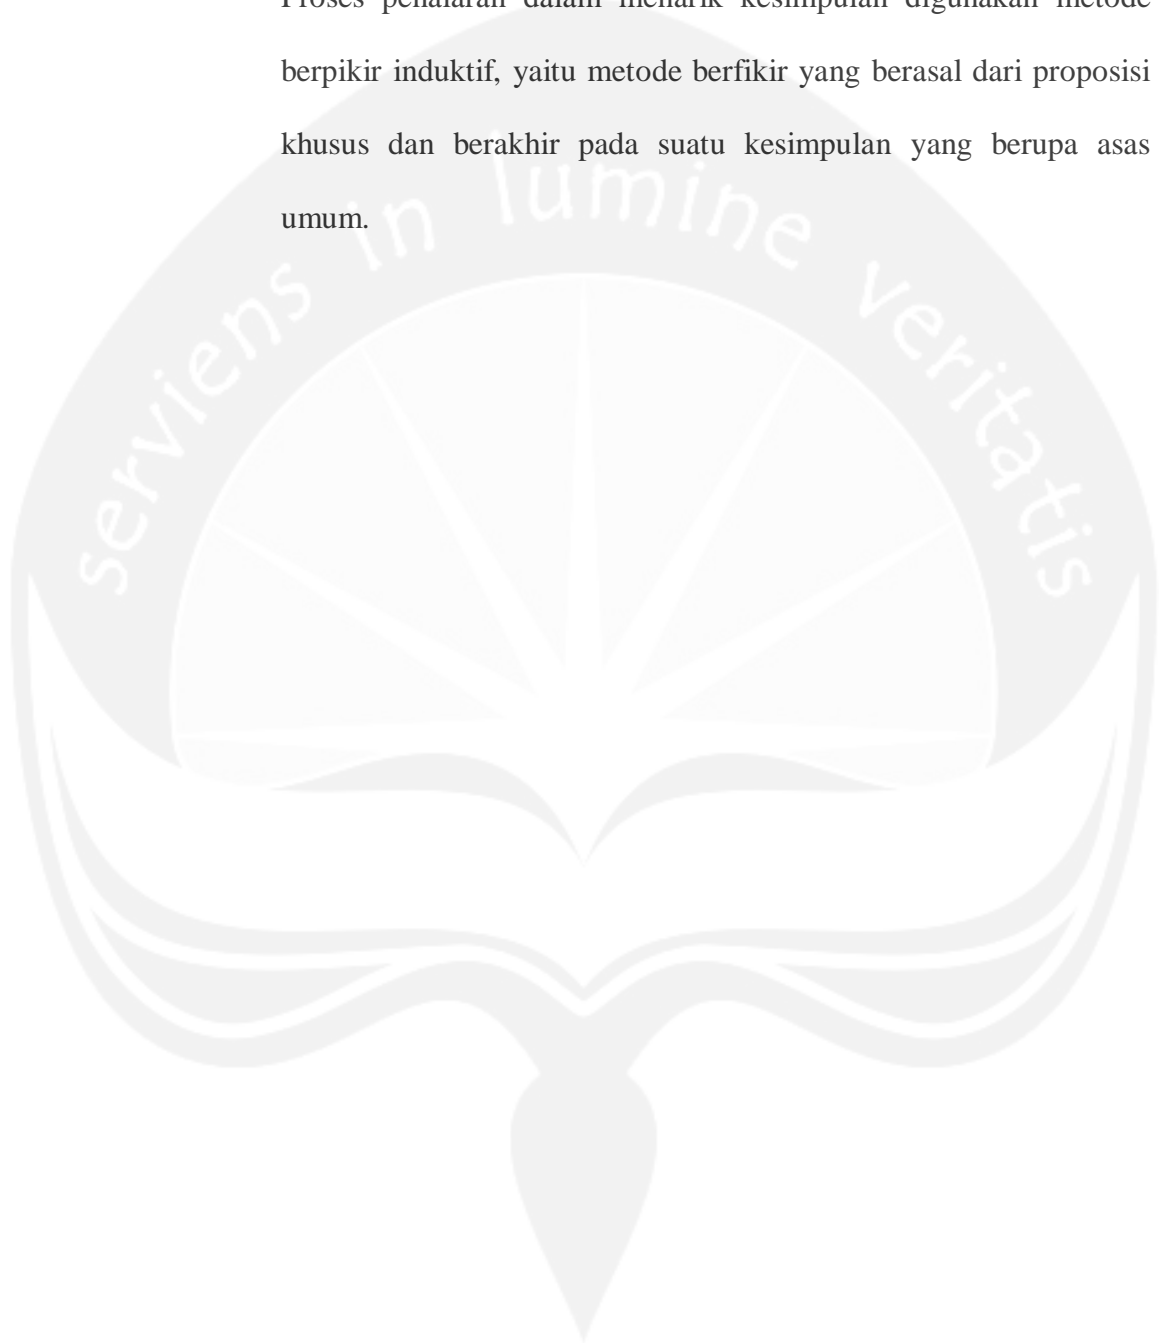 Proses penalaran dalam menarik kesimpulan digunakan metode
berpikir induktif, yaitu metode berfikir yang berasal dari proposisi
khusus dan berakhir pada suatu kesimpulan yang berupa asas
umum.
serviens in lumine veritatis